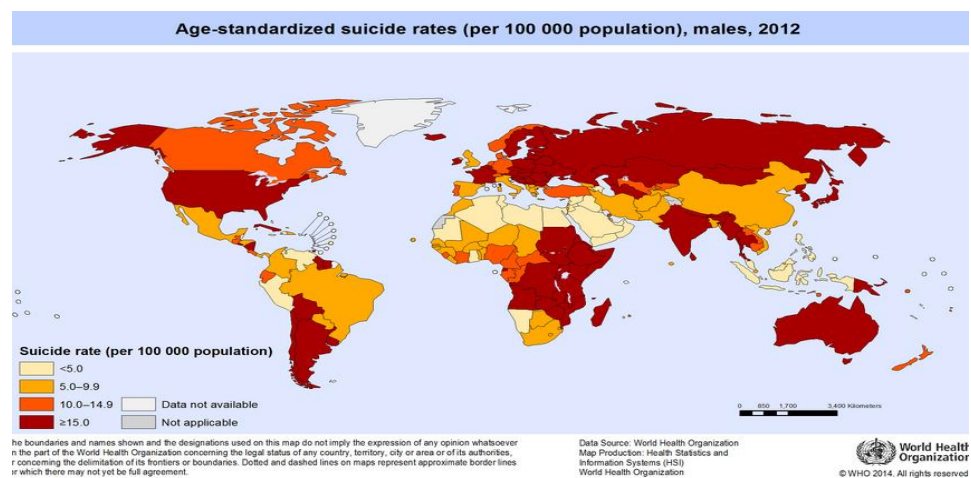 Age-standardized suicide rates (per 100 000 population), males, 2012
Suicide rate (per 100 000 population)
<5.0
5.0–9.9
10.0–14.9
≥15.0
Data not available
Not applicable
0 850 1,700 3,400 Kilometers
he boundaries and names shown and the designations used on this map do not imply the expression of any opinion whatsoever
n the part of the World Health Organization concerning the legal status of any country, territory, city or area or of its authorities,
r concerning the delimitation of its frontiers or boundaries. Dotted and dashed lines on maps represent approximate border lines
r which there may not yet be full agreement.
Data Source: World Health Organization
Map Production: Health Statistics and
Information Systems (HSI)
World Health Organization
World Health
Organization
© WHO 2014. All rights reserved